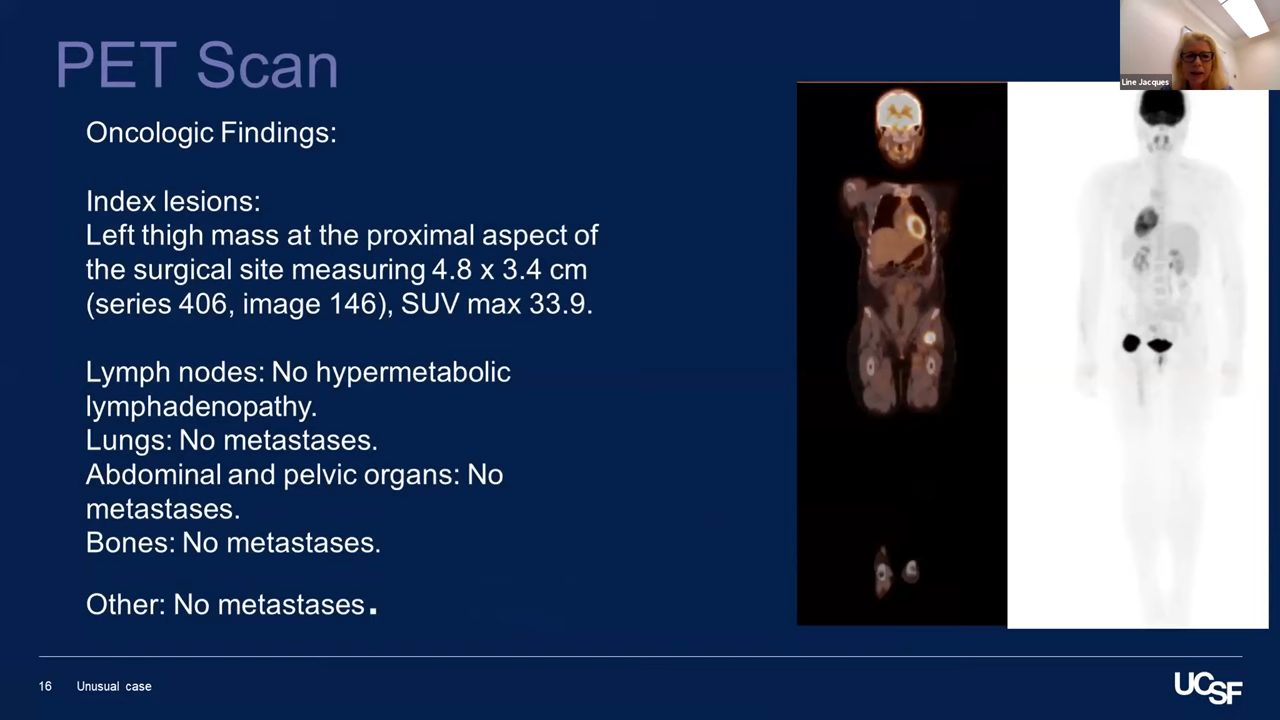 PET Scan
Line Jacques
Oncologic Findings:
Index lesions:
Left thigh mass at the proximal aspect of
the surgical site measuring 4.8 x 3.4 cm
(series 406, image 146), SUV max 33.9.
Lymph nodes: No hypermetabolic
lymphadenopathy.
Lungs: No metastases.
Abdominal and pelvic organs: No
metastases.
Bones: No metastases.
Other: No metastases.
16 Unusual case
UCSF